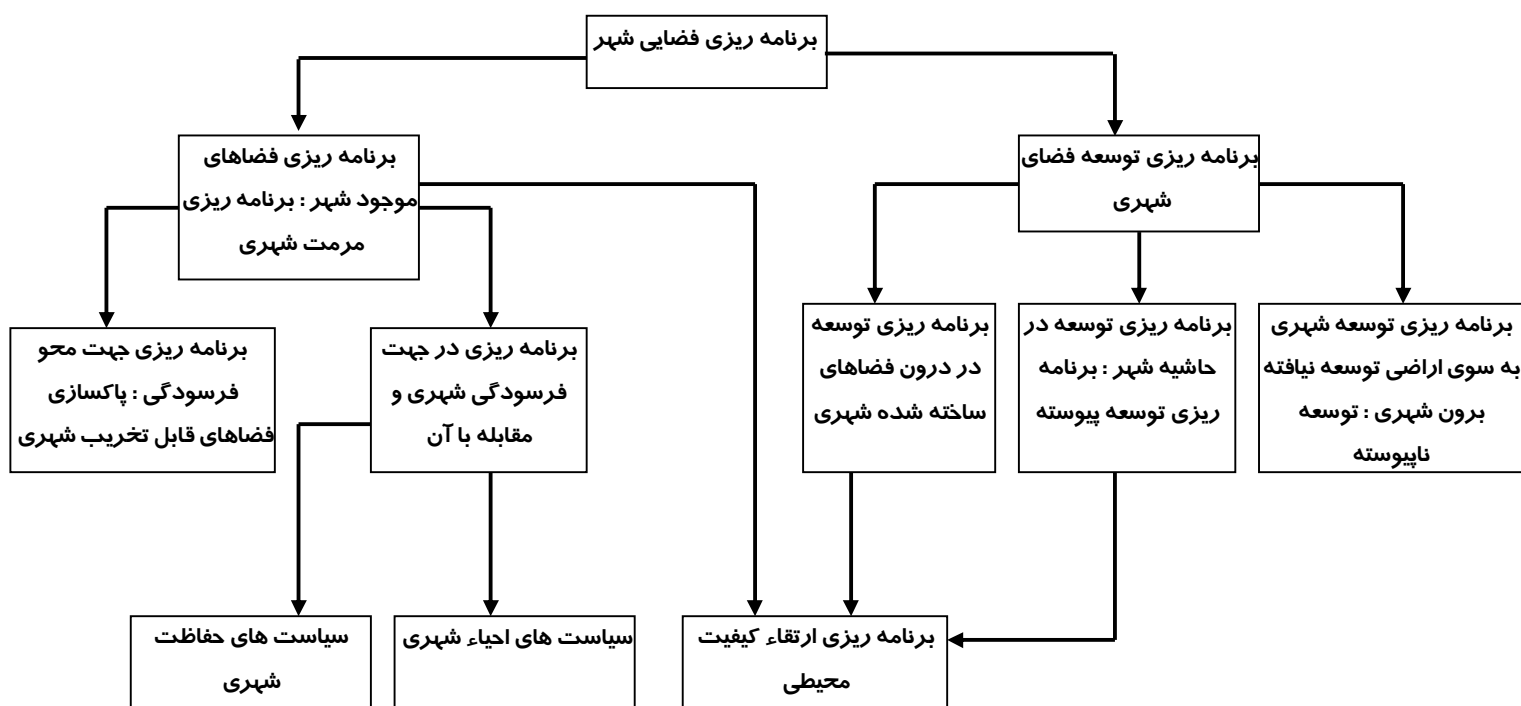 برنامه ریزی فضایی شهر
برنامه ریزی توسعه فضای
شهری
برنامه ریزی فضاهای
موجود شهر : برنامه ریزی
مرمت شهری
برنامه ریزی توسعه شهری
به سوی اراضی توسعه نیافته
برون شهری : توسعه
ناپیوسته
برنامه ریزی توسعه در
حاشیه شهر : برنامه
ریزی توسعه پیوسته
برنامه ریزی توسعه
در درون فضاهای
ساخته شده شهری
برنامه ریزی در جهت
فرسودگی شهری و
مقابله با آن
برنامه ریزی جهت محو
فرسودگی : پاکسازی
فضاهای قابل تخریب شهری
برنامه ریزی ارتقاء کیفیت
محیطی
سیاست های احیاء شهری
سیاست های حفاظت
شهری